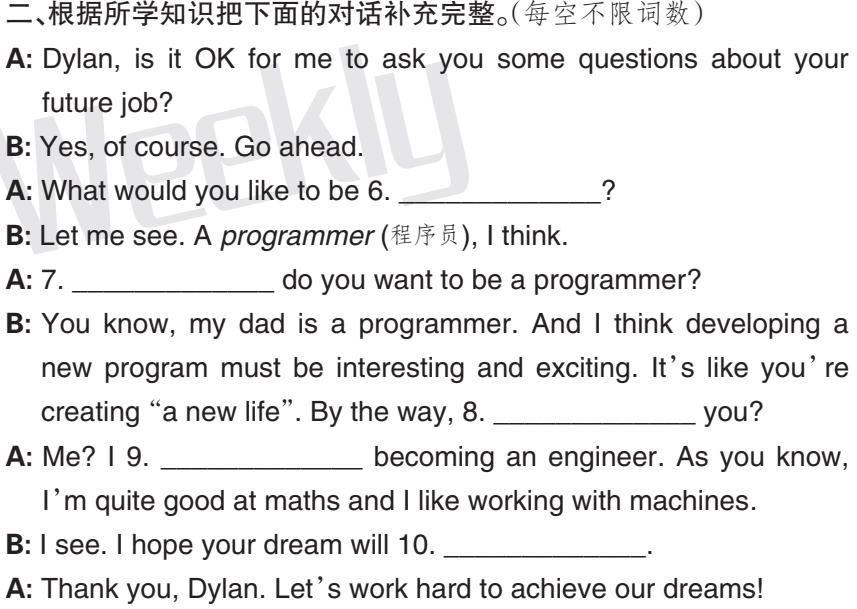 二、根据所学知识把下面的对话补充完整。(每空不限词数)
A: Dylan, is it OK for me to ask you some questions about your
future job?
B: Yes, of course. Go ahead.
A: What would you like to be 6. _____________?
B: Let me see. A programmer (程序员), I think.
A: 7. _____________ do you want to be a programmer?
B: You know, my dad is a programmer. And I think developing a
new program must be interesting and exciting. It's like you're
creating “a new life”. By the way, 8. _____________ you?
A: Me? I 9. _____________ becoming an engineer. As you know,
I'm quite good at maths and I like working with machines.
B: I see. I hope your dream will 10. _____________.
A: Thank you, Dylan. Let's work hard to achieve our dreams!
Weekly